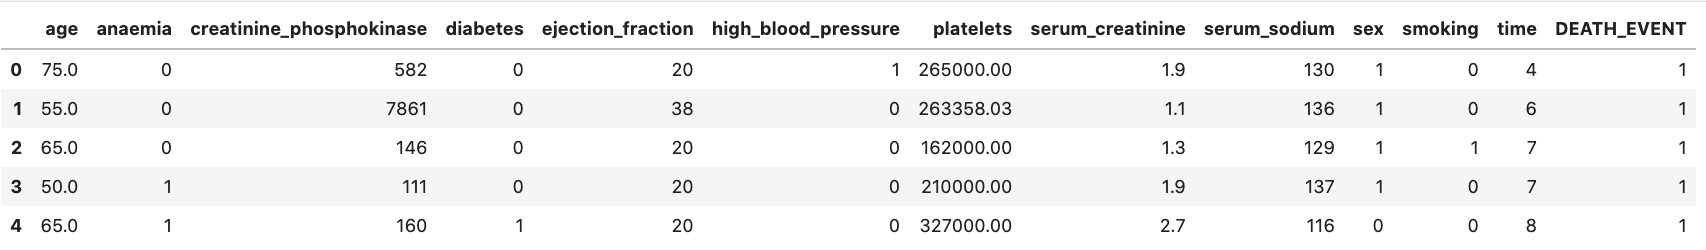 age anaemia creatinine_phosphokinase diabetes ejection_fraction high_blood_pressure platelets serum_creatinine serum_sodium sex smoking time DEATH_EVENT
0 75.0 0 582 0 20 1 265000.00 1.9 130 1 0 4 1
1 55.0 0 7861 0 38 0 263358.03 1.1 136 1 0 6 1
2 65.0 0 146 0 20 0 162000.00 1.3 129 1 1 7 1
3 50.0 1 111 0 20 0 210000.00 1.9 137 1 0 7 1
4 65.0 1 160 1 20 0 327000.00 2.7 116 0 0 8 1